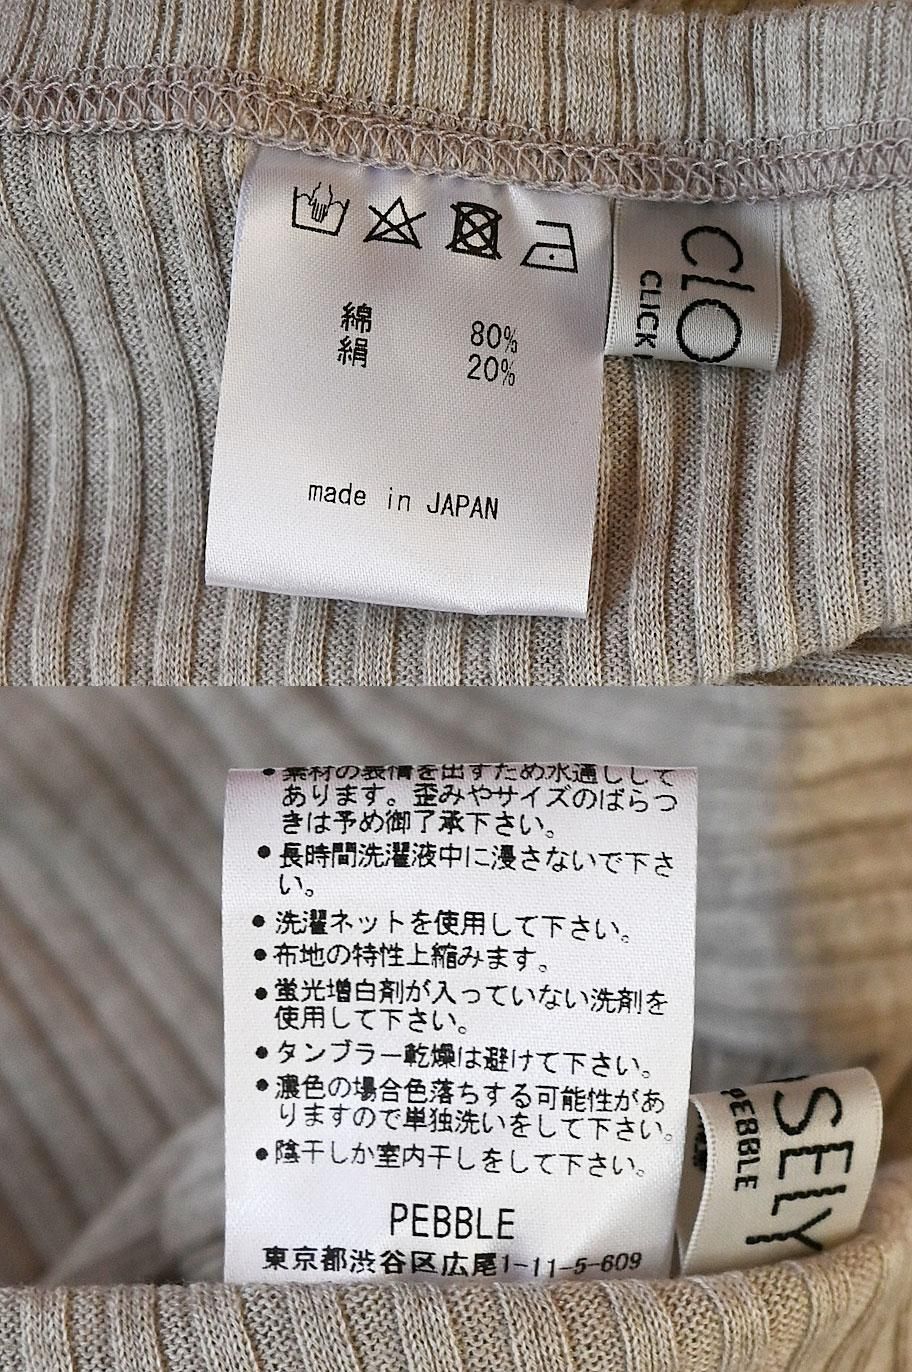 綿 80%
絹 20%
made in JAPAN
clo
CLICK
素材の表情を出すため水通しして
あります。歪みやサイズのばらつ
きは予め御了承下さい。
●長時間洗濯液中に浸さないで下さ
い。
●洗濯ネットを使用して下さい。
●布地の特性上縮みます。
●蛍光増白剤が入っていない洗剤を
使用して下さい。
●タンブラー乾燥は避けて下さい。
●濃色の場合色落ちする可能性があ
りますので単独洗いをして下さい。
●陰干しか室内干しをして下さい。
PEBBLE
東京都渋谷区広尾1-11-5-609
SELY
PEBBLE